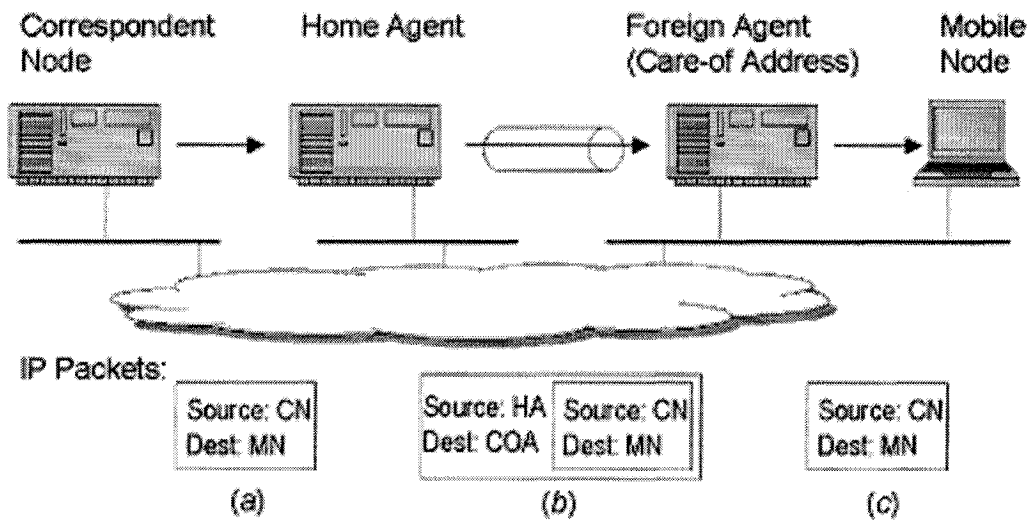 Correspondent Node
Home Agent
Foreign Agent (Care-of Address)
Mobile Node
IP Packets:
Source: CN
Dest: MN
(a)
Source: HA
Dest: COA
Source: CN
Dest: MN
(b)
Source: CN
Dest: MN
(c)